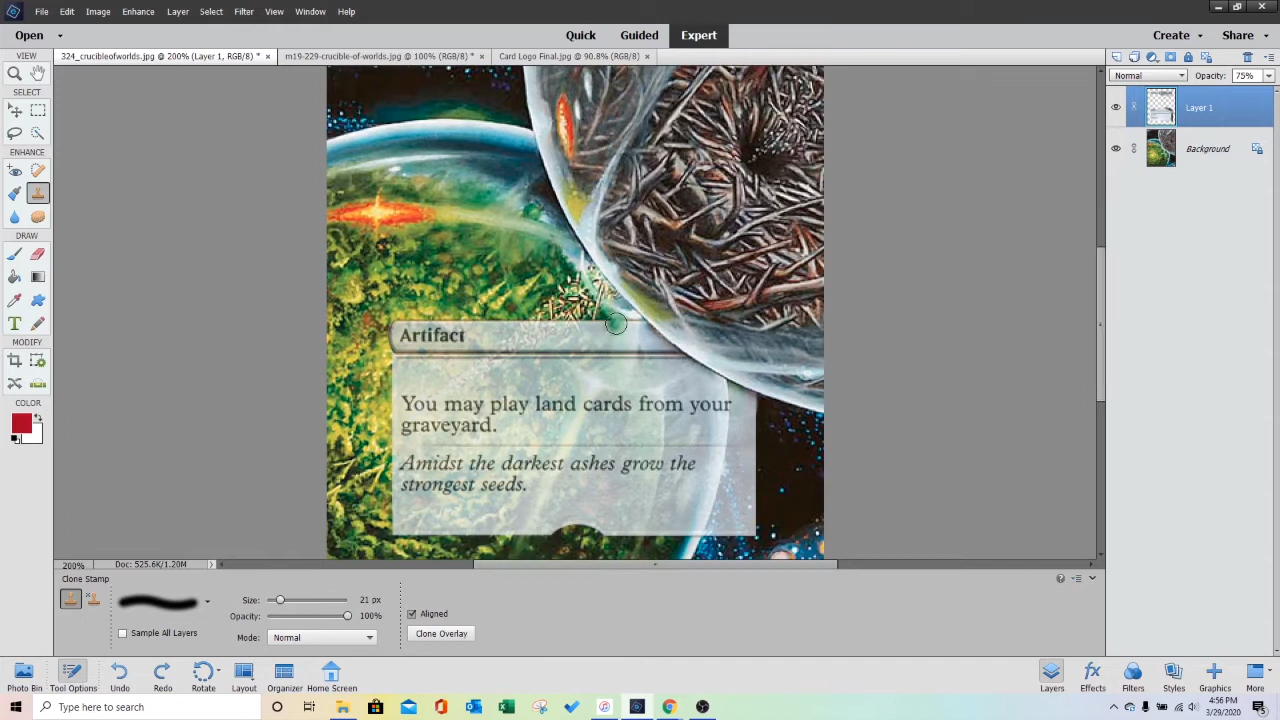 File Edit Image Enhance Layer Select Filter View Window Help
Open Quick Guided Expert Create Share
324_crucibleofworlds.jpg @ 200% (Layer 1, RGB/8) * × m19-229-crucible-of-worlds.jpg @ 100% (RGB/8) * × Card Logo Final.jpg @ 90.8% (RGB/8) ×
VIEW
SELECT
ENHANCE
DRAW
MODIFY
COLOR
Normal Opacity: 75%
Layer 1
Background
Artifact
You may play land cards from your
graveyard.
Amidst the darkest ashes grow the
strongest seeds.
200% Doc: 525.6K/1.20M
Clone Stamp
Size: 21 px
Opacity: 100%
Sample All Layers Mode: Normal
Aligned
Clone Overlay
Photo Bin Tool Options Undo Redo Rotate Layout Organizer Home Screen Layers Effects Filters Styles Graphics More
Type here to search
4:56 PM
3/29/2020
5